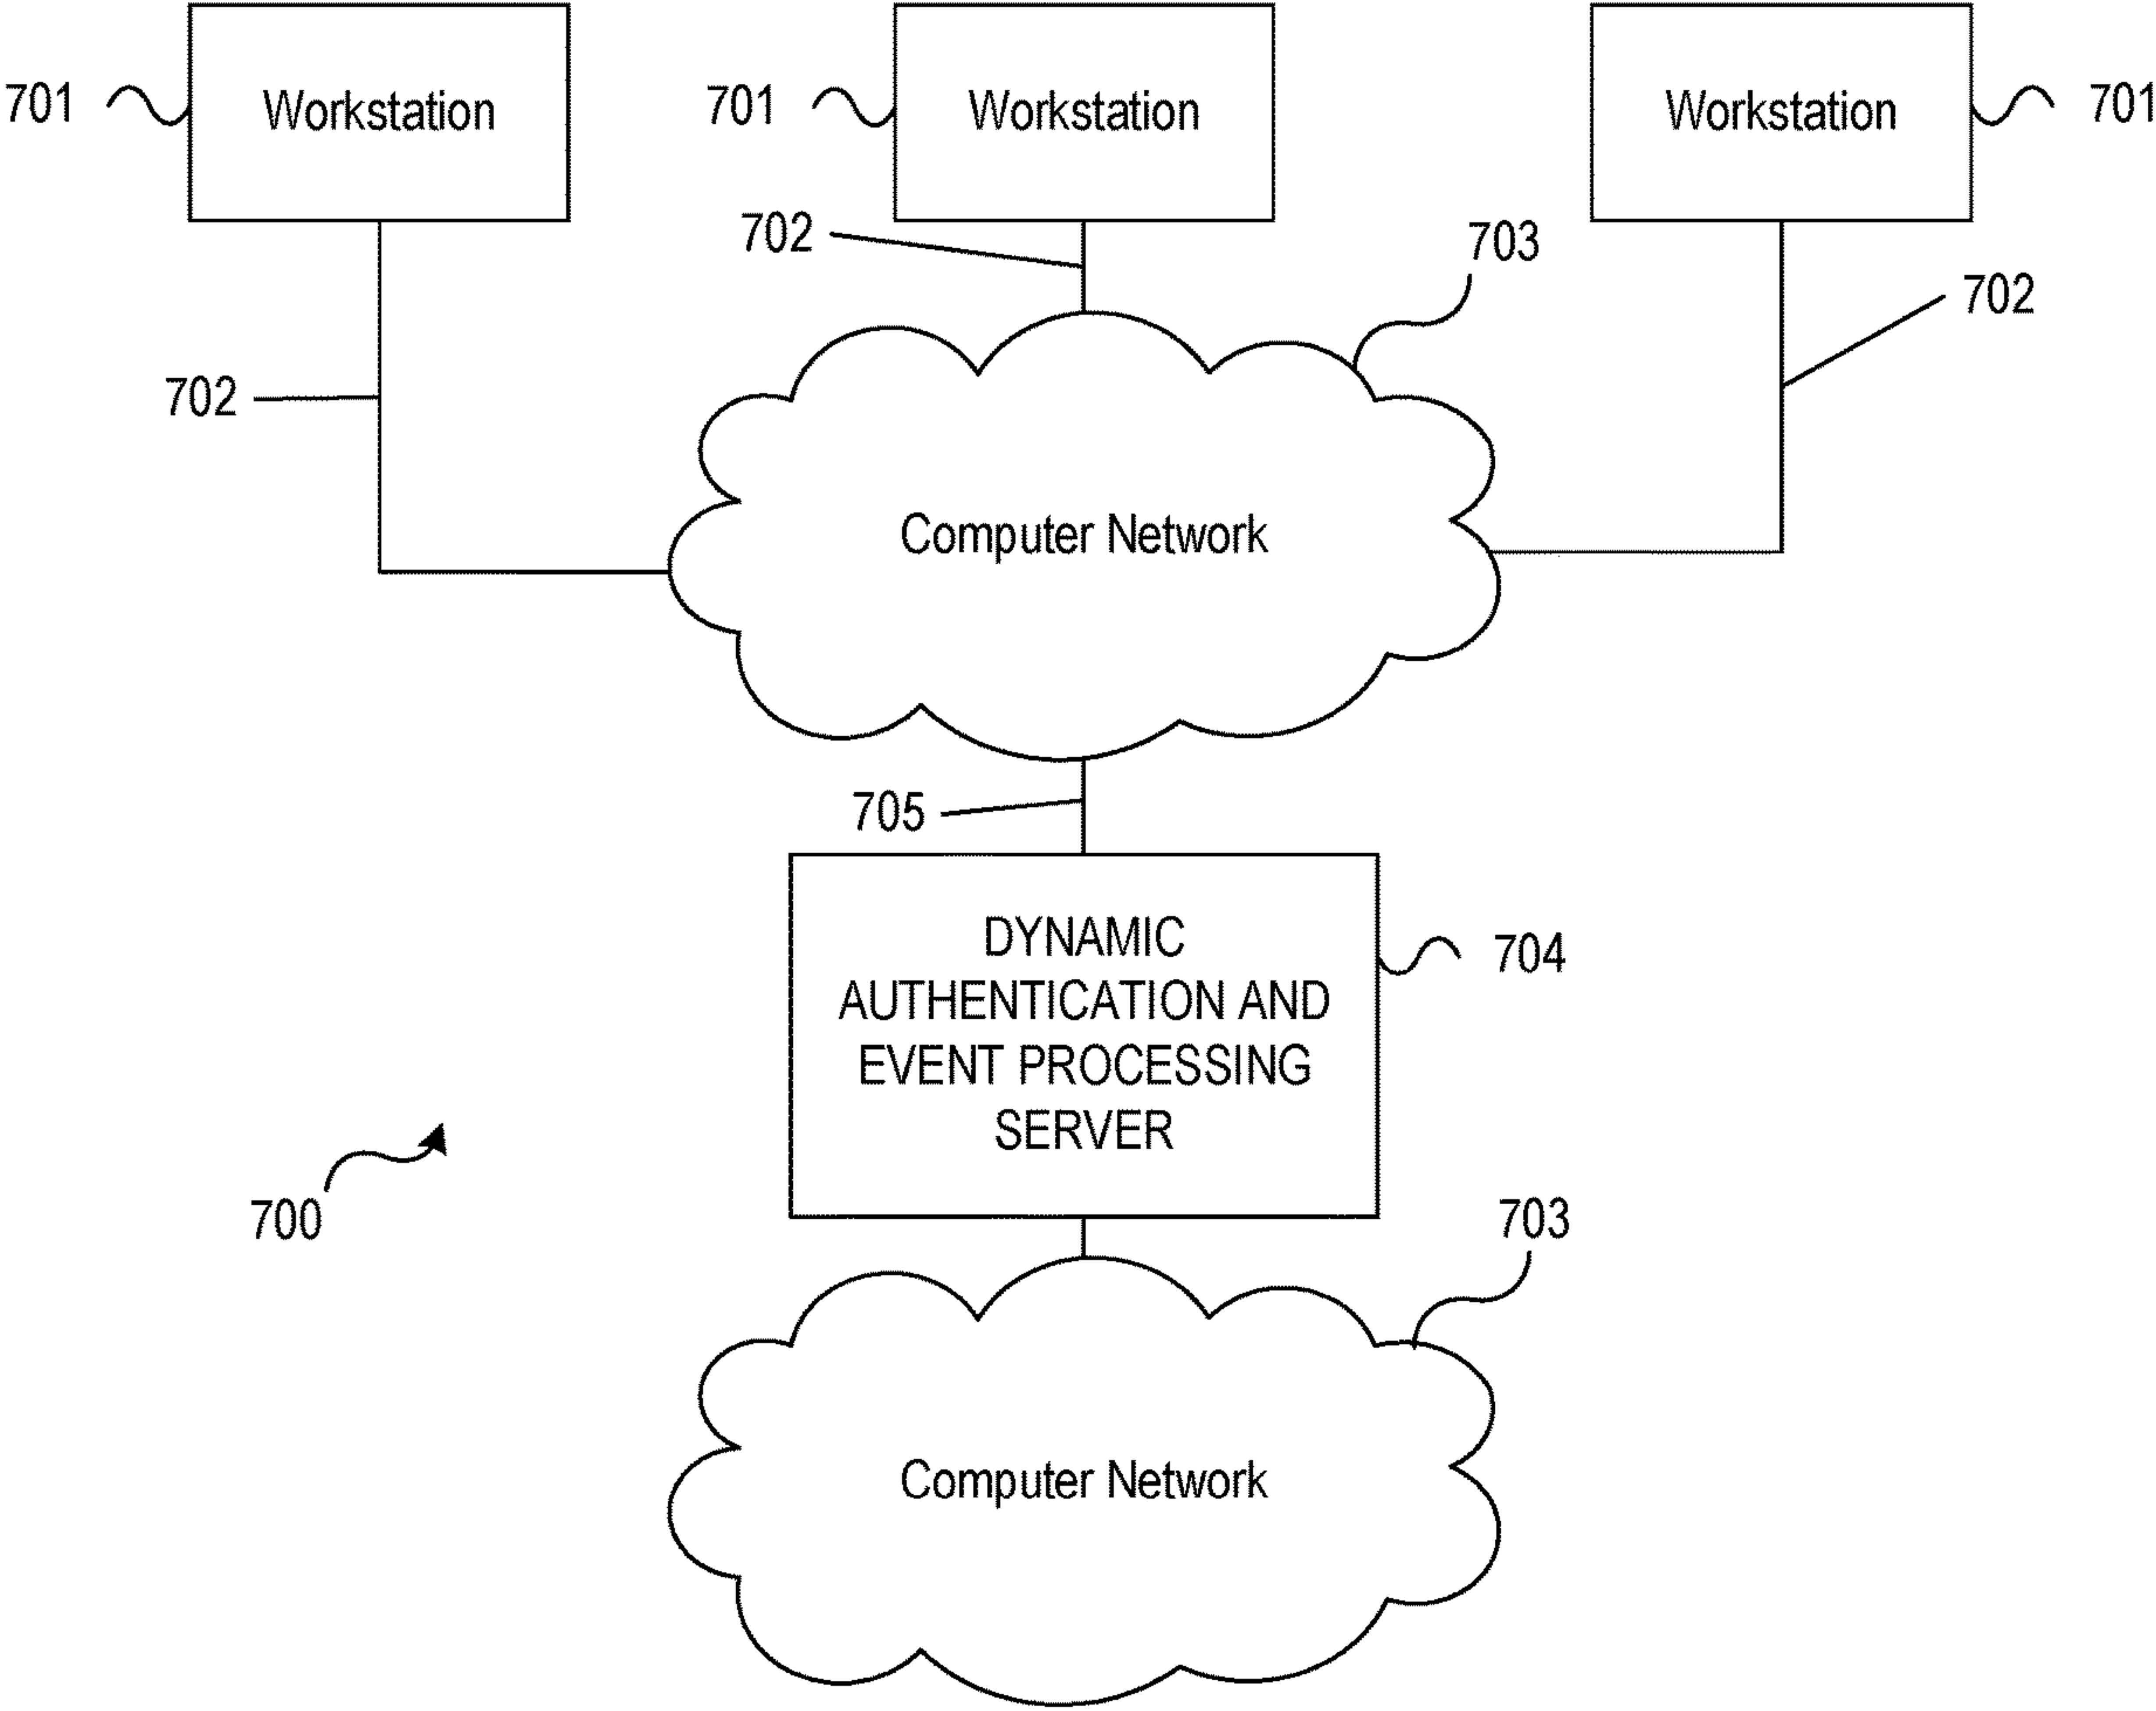 701
Workstation
701
Workstation
Workstation
701
702
703
702
702
Computer Network
705
DYNAMIC
AUTHENTICATION AND
EVENT PROCESSING
SERVER
704
700
703
Computer Network